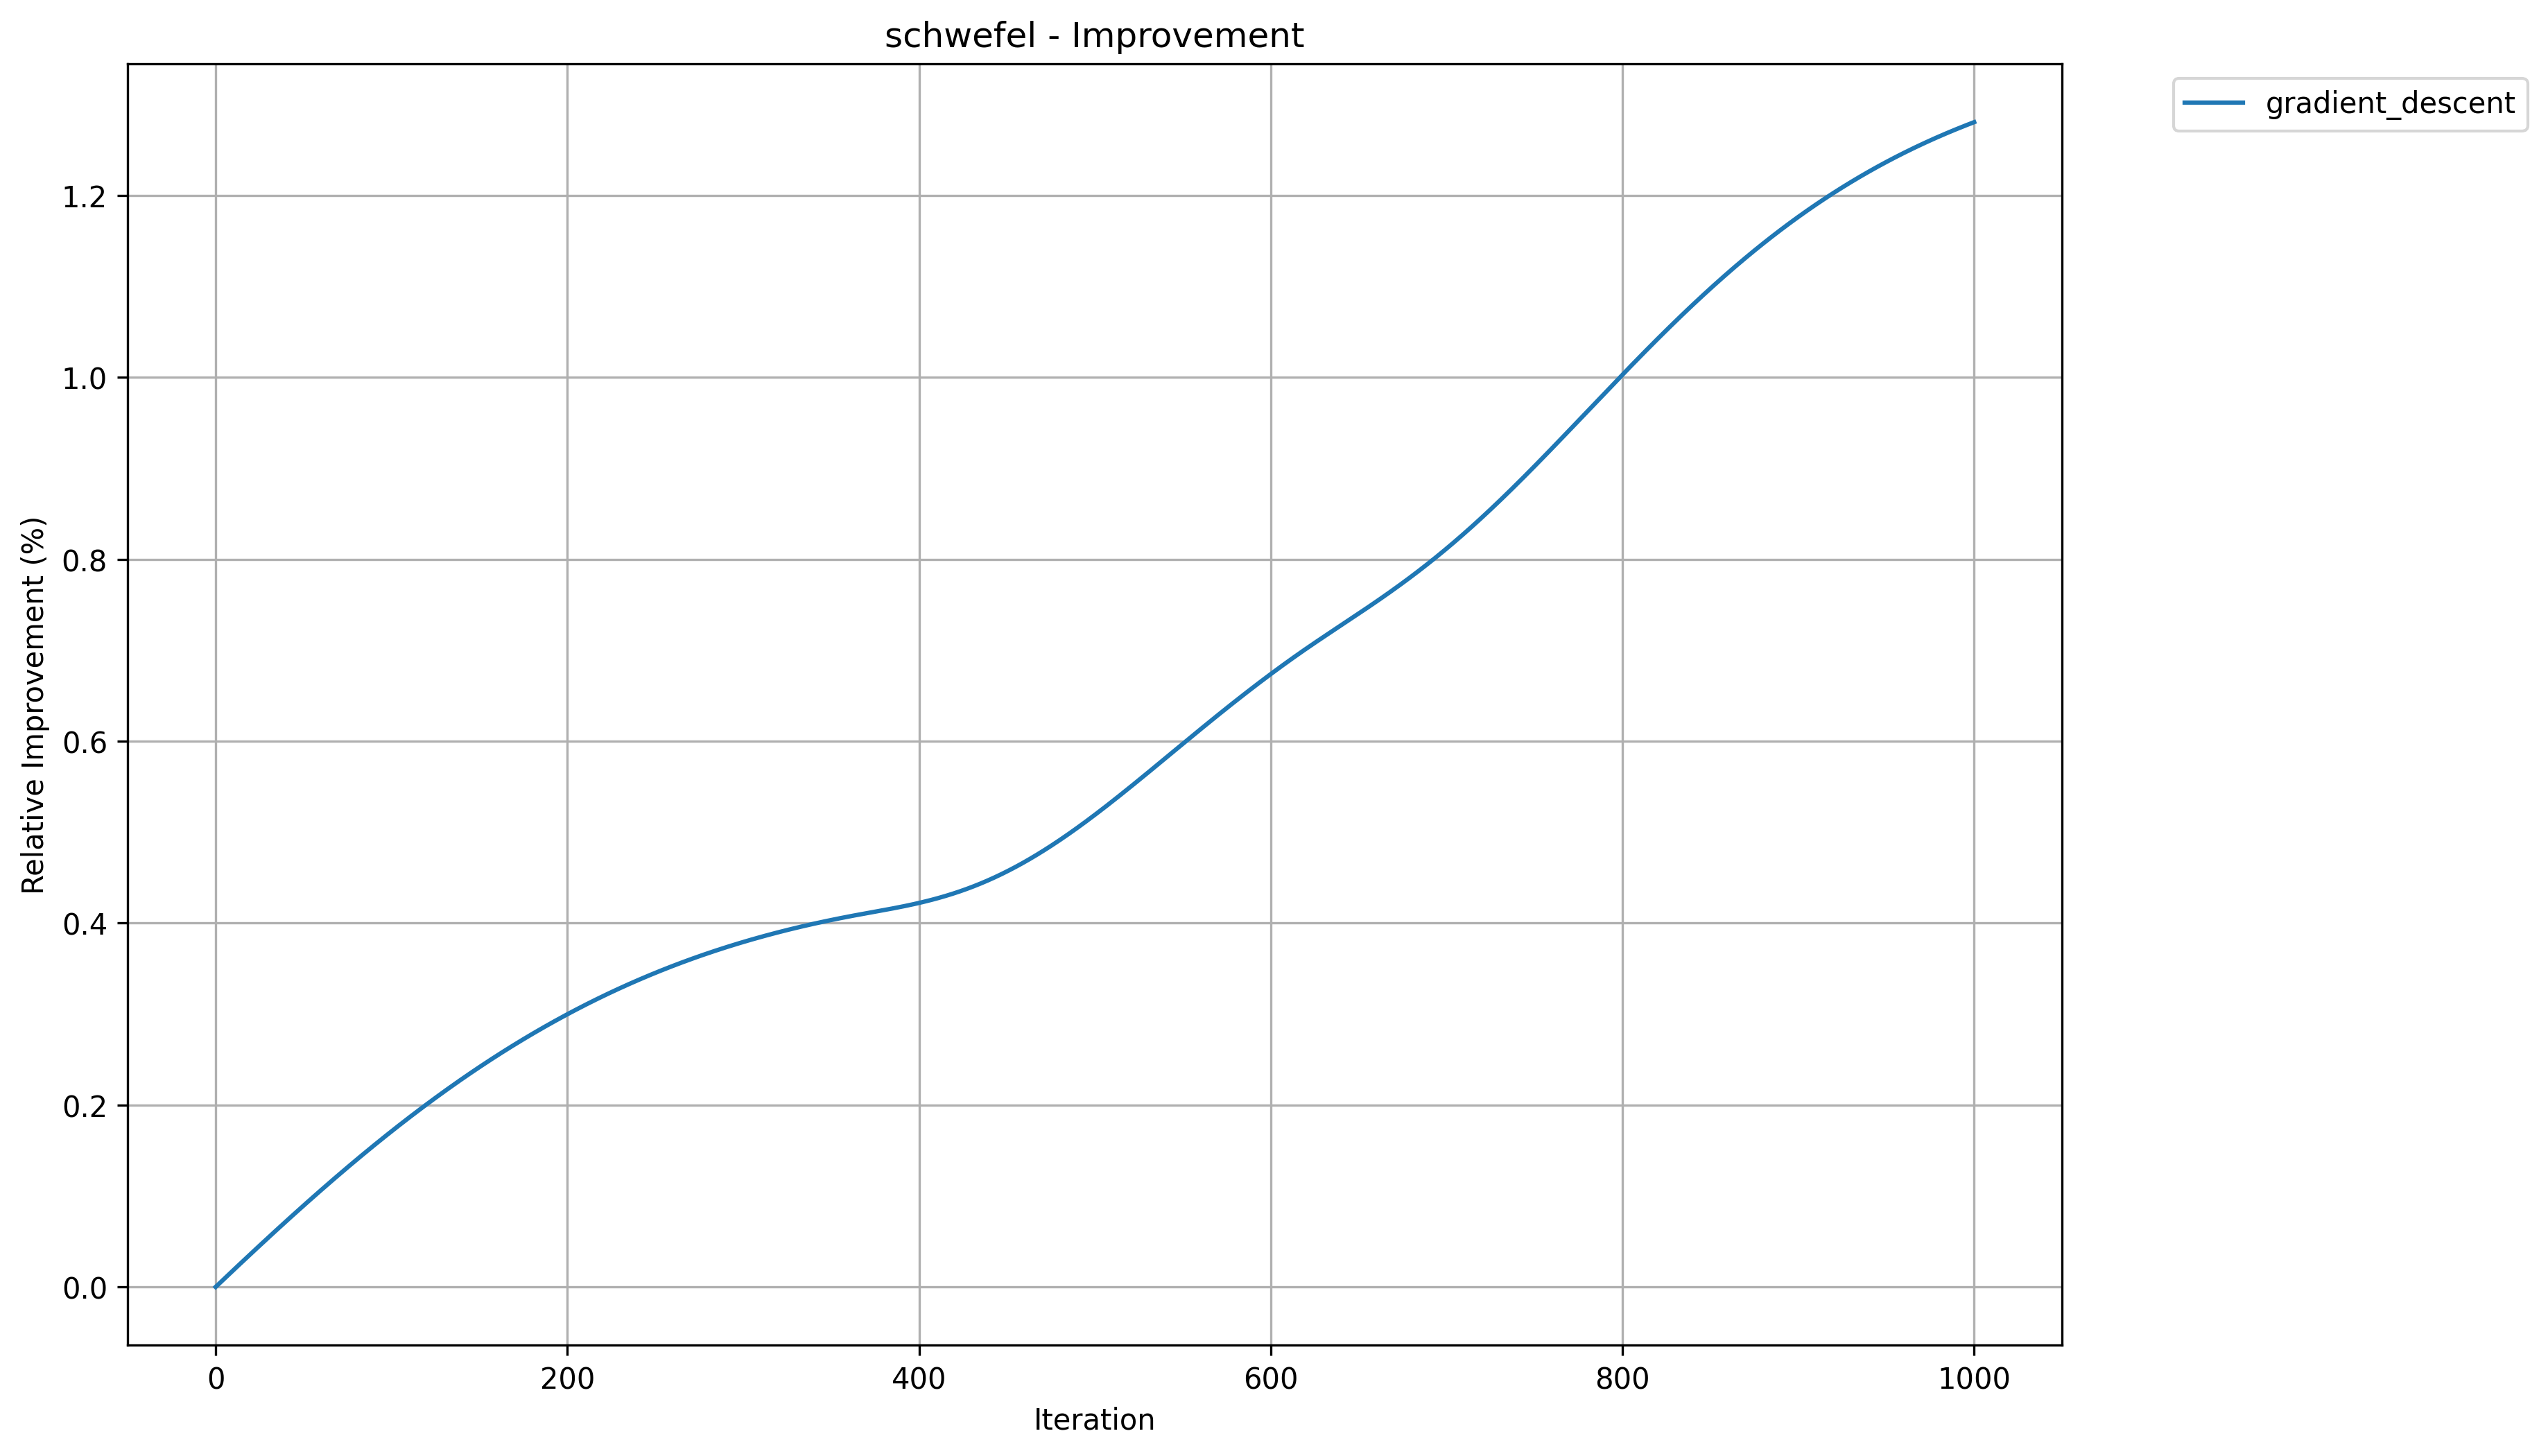 schwefel - Improvement
gradient_descent
Relative Improvement (%)
1.2
1.0
0.8
0.6
0.4
0.2
0.0
0 200 400 600 800 1000
Iteration